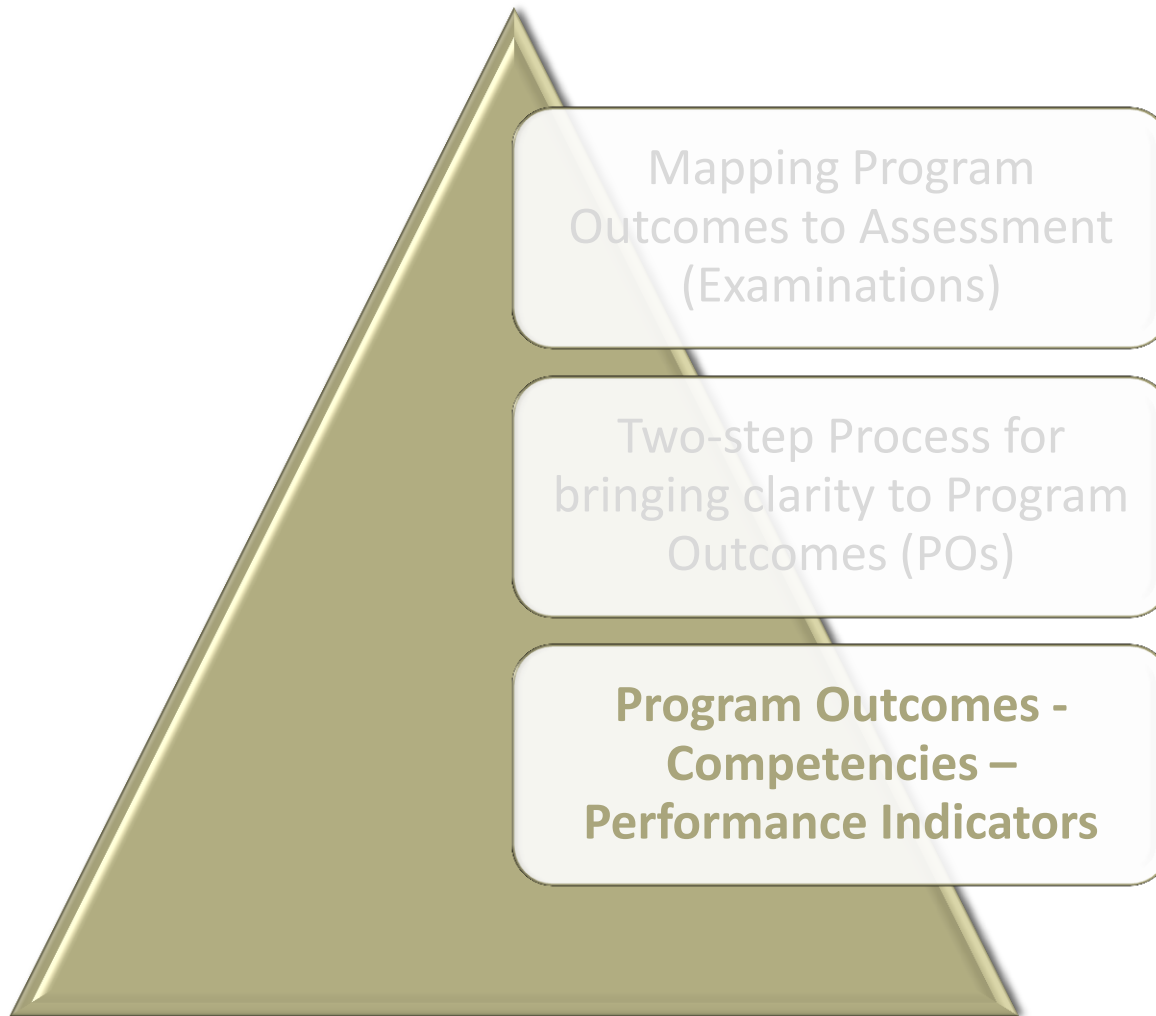 Mapping Program
Outcomes to Assessment
(Examinations)
Two-step Process for
bringing clarity to Program
Outcomes (POs)
Program Outcomes -
Competencies –
Performance Indicators